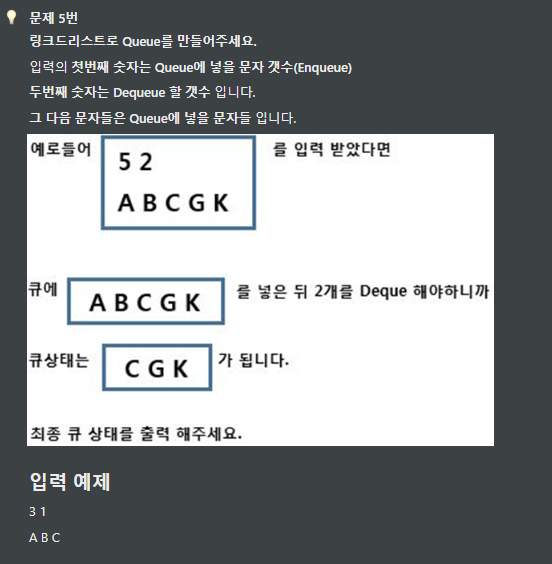 문제 5번
링크드리스트로 Queue를 만들어주세요.
입력의 첫번째 숫자는 Queue에 넣을 문자 갯수(Enqueue)
두번째 숫자는 Dequeue 할 갯수 입니다.
그 다음 문자들은 Queue에 넣을 문자들 입니다.
예로들어 5 2 를 입력 받았다면
A B C G K
큐에 A B C G K 를 넣은 뒤 2개를 Deque 해야하니까
큐상태는 C G K 가 됩니다.
최종 큐 상태를 출력 해주세요.
입력 예제
3 1
A B C